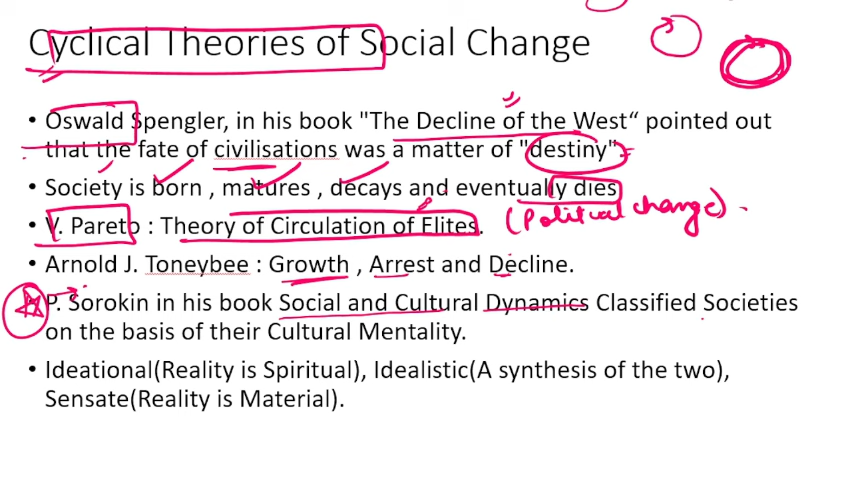 Cyclical Theories of Social Change
• Oswald Spengler, in his book "The Decline of the West“ pointed out
that the fate of civilisations was a matter of "destiny"
• Society is born , matures , decays and eventually dies
• V. Pareto : Theory of Circulation of Elites. (Political change)
• Arnold J. Toneybee : Growth , Arrest and Decline.
• P. Sorokin in his book Social and Cultural Dynamics Classified Societies
on the basis of their Cultural Mentality.
• Ideational(Reality is Spiritual), Idealistic(A synthesis of the two),
Sensate(Reality is Material).